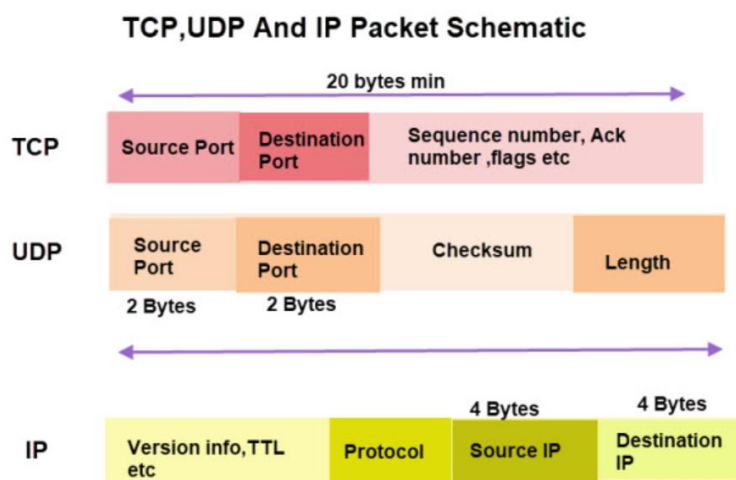 TCP,UDP And IP Packet Schematic
20 bytes min
TCP
Source Port
Destination
Port
Sequence number, Ack
number ,flags etc
UDP
Source
Port
Destination
Port
Checksum
Length
2 Bytes
2 Bytes
4 Bytes
4 Bytes
IP
Version info,TTL
etc
Protocol
Source IP
Destination
IP